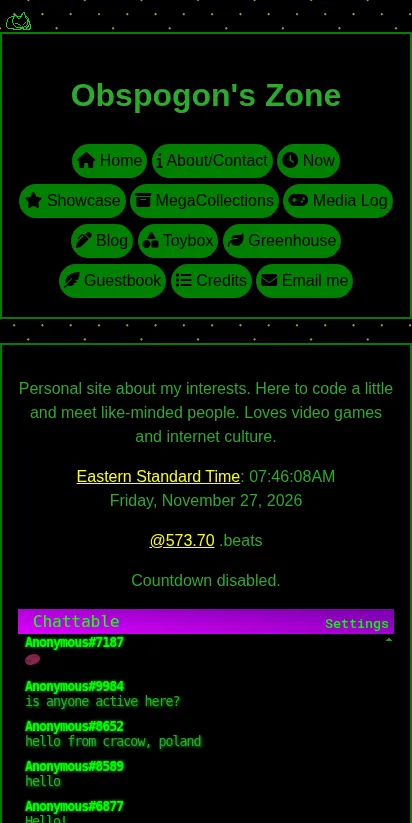 Obspogon's Zone
Home About/Contact Now
Showcase MegaCollections Media Log
Blog Toybox Greenhouse
Guestbook Credits Email me
Personal site about my interests. Here to code a little
and meet like-minded people. Loves video games
and internet culture.
Eastern Standard Time: 07:46:08AM
Friday, November 27, 2026
@573.70 .beats
Countdown disabled.
Chattable Settings
Anonymous#7187
Anonymous#9984
is anyone active here?
Anonymous#8652
hello from cracow, poland
Anonymous#8589
hello
Anonymous#6877
Hello!